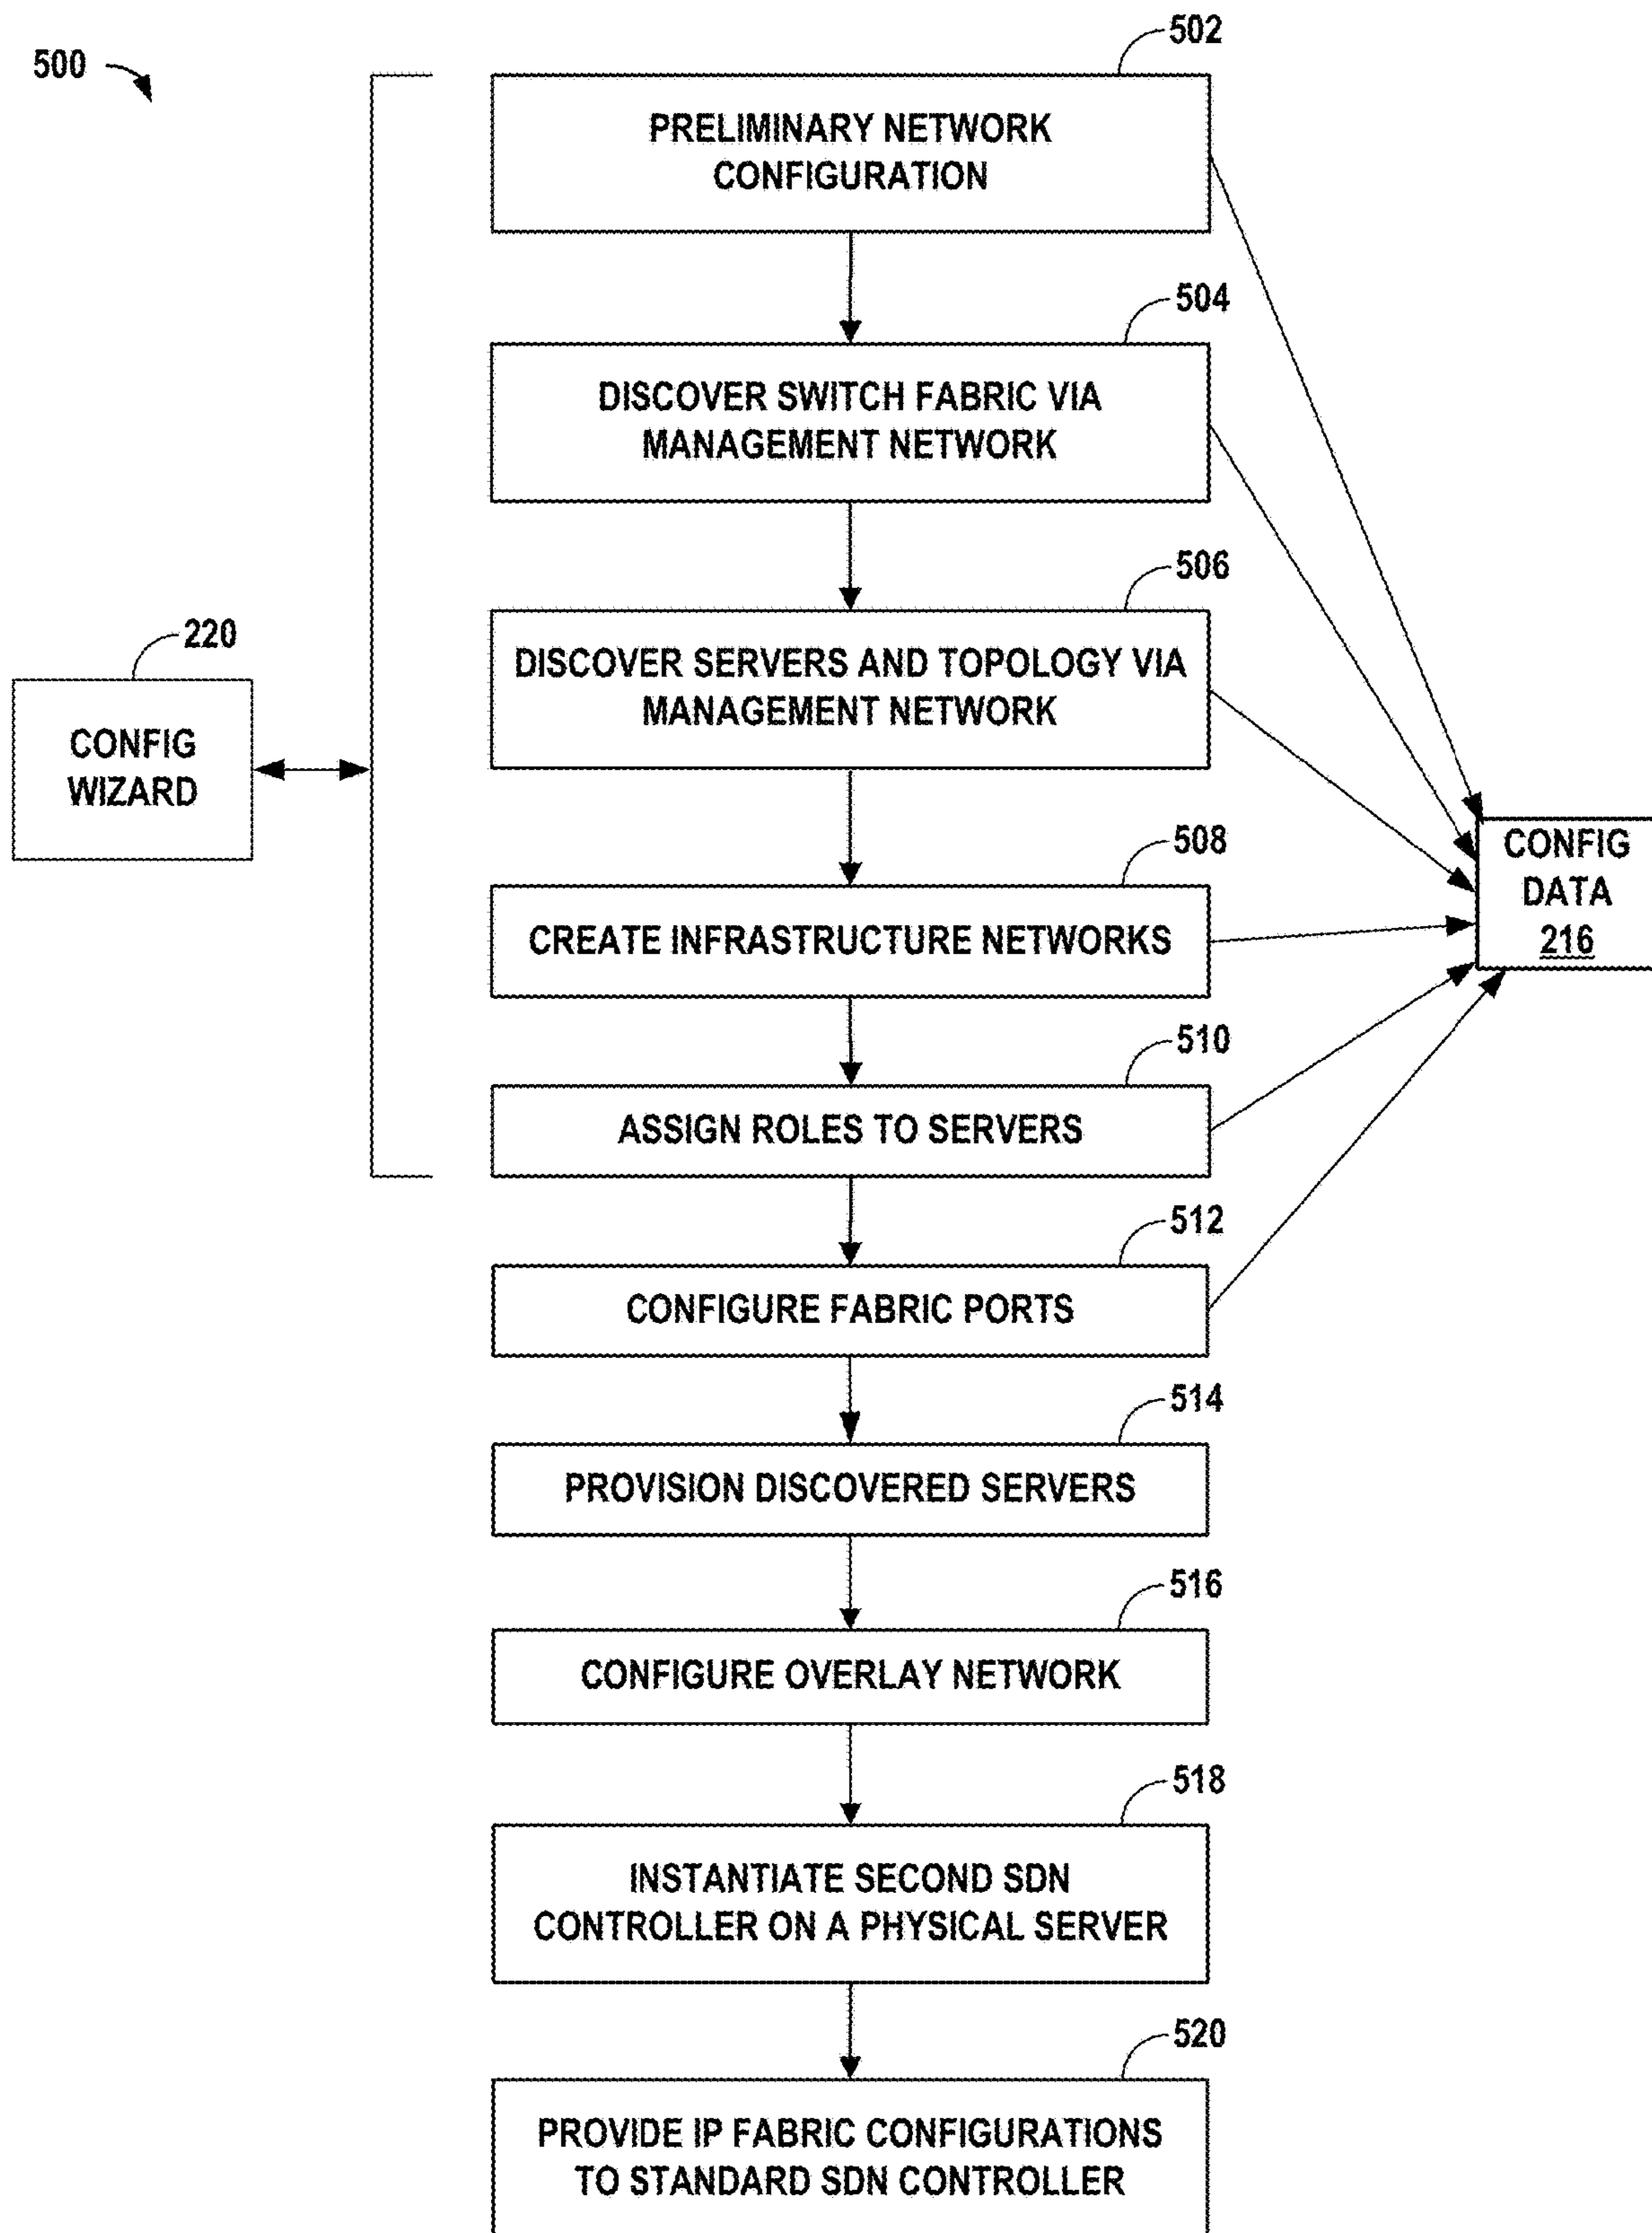 500
502
PRELIMINARY NETWORK
CONFIGURATION
504
DISCOVER SWITCH FABRIC VIA
MANAGEMENT NETWORK
506
DISCOVER SERVERS AND TOPOLOGY VIA
MANAGEMENT NETWORK
220
CONFIG
WIZARD
508
CREATE INFRASTRUCTURE NETWORKS
CONFIG
DATA
216
510
ASSIGN ROLES TO SERVERS
512
CONFIGURE FABRIC PORTS
514
PROVISION DISCOVERED SERVERS
516
CONFIGURE OVERLAY NETWORK
518
INSTANTIATE SECOND SDN
CONTROLLER ON A PHYSICAL SERVER
520
PROVIDE IP FABRIC CONFIGURATIONS
TO STANDARD SDN CONTROLLER